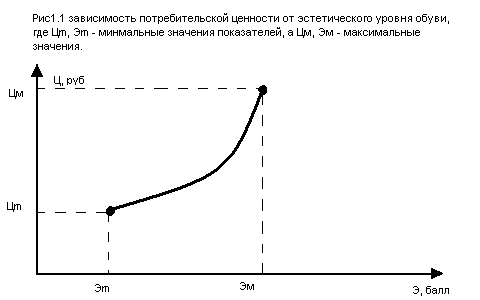 Рис1.1 зависимость потребительской ценности от эстетического уровня обуви,
где Цm, Эm - минмальные значения показателей, а Цм, Эм - максимальные
значения.
Ц, руб
Цм
Цm
Эm
Эм
Э, балл